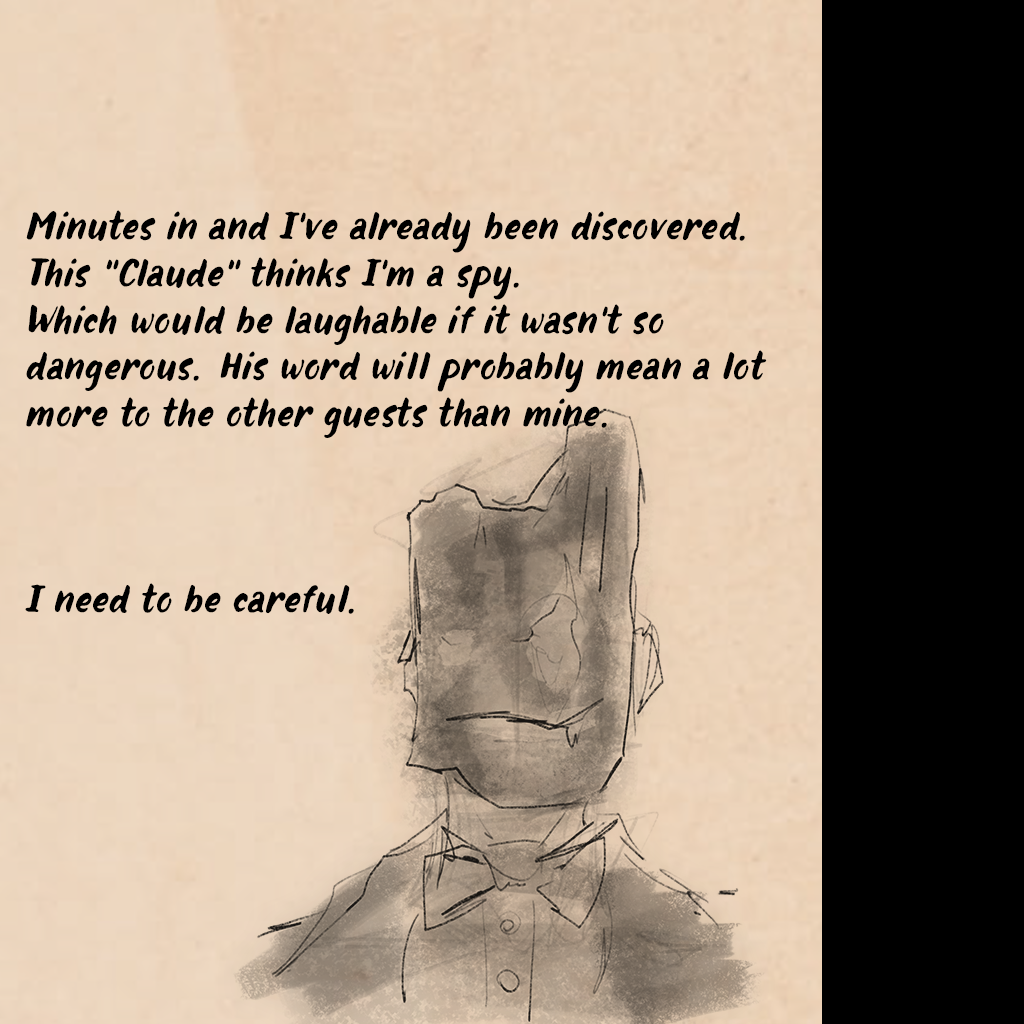 Minutes in and I've already been discovered.
This "Claude" thinks I'm a spy.
Which would be laughable if it wasn't so
dangerous. His word will probably mean a lot
more to the other guests than mine.
I need to be careful.